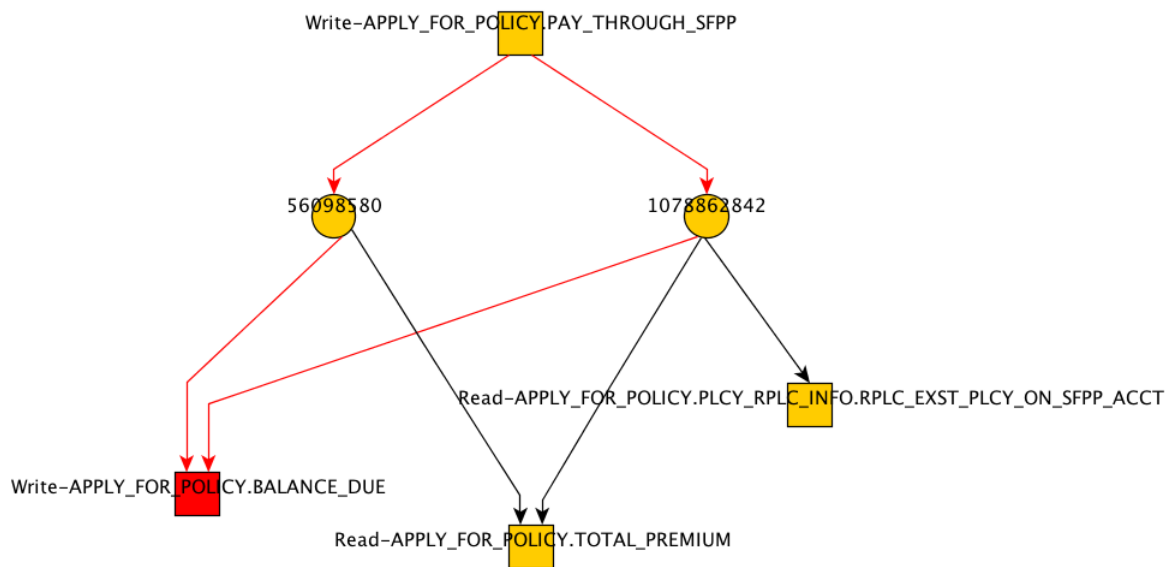 Write-APPLY_FOR_POLICY.PAY_THROUGH_SFPP
56098580
1078862842
Read-APPLY_FOR_POLICY.PLCY_RPLC_INFO.RPLC_EXST_PLCY_ON_SFPP_ACCT
Write-APPLY_FOR_POLICY.BALANCE_DUE
Read-APPLY_FOR_POLICY.TOTAL_PREMIUM